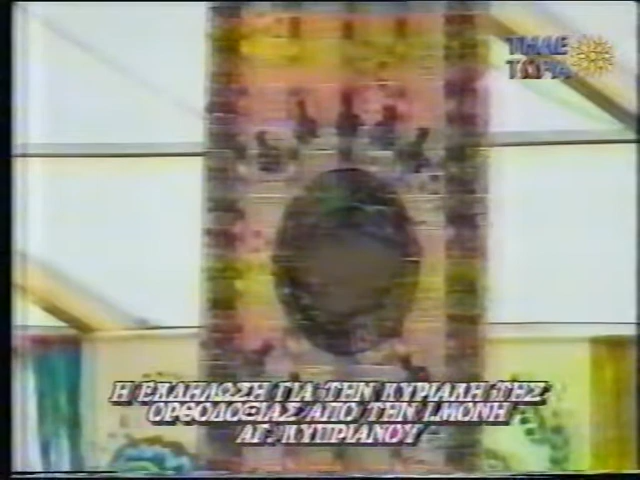 ΤΗΛΕ
ΤΩΡΑ
Η ΕΚΔΗΛΩΣΗ ΓΙΑ ΤΗΝ ΚΥΡΙΑΚΗ ΤΗΣ
ΟΡΘΟΔΟΞΙΑΣ ΑΠΟ ΤΗΝ Ι.ΜΟΝΗ
ΑΓ. ΚΥΠΡΙΑΝΟΥ